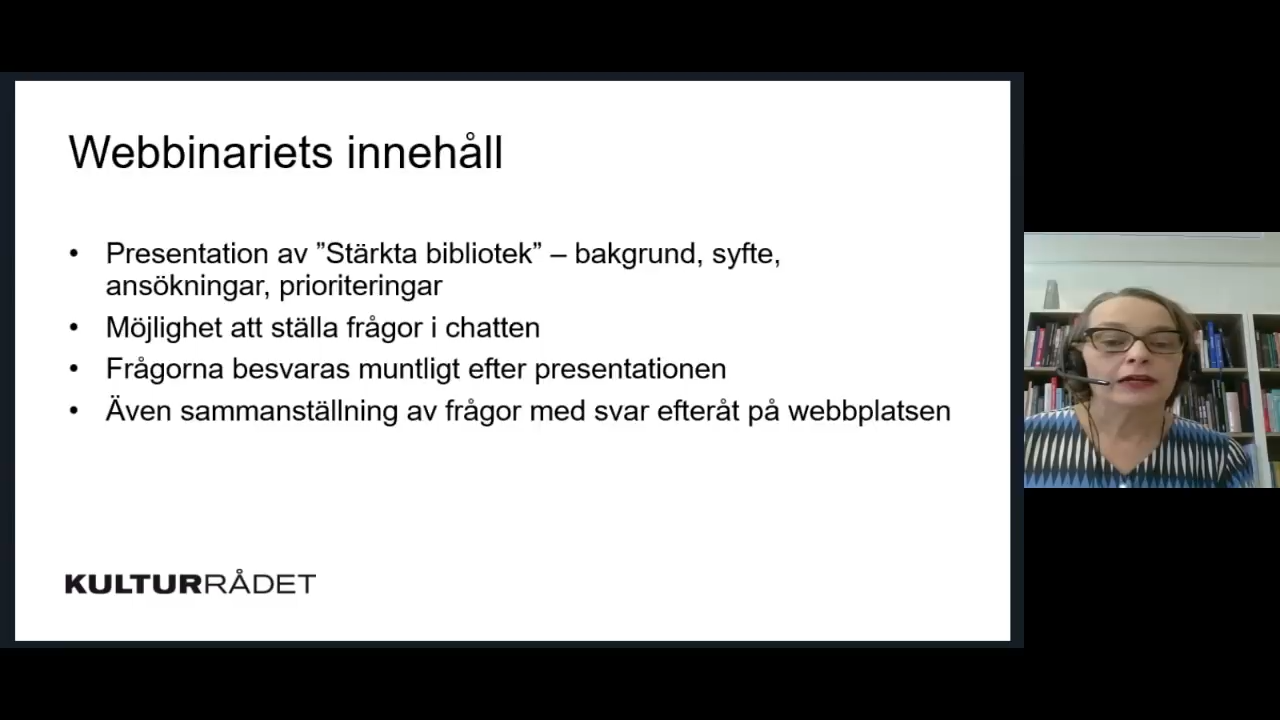 Webbinariets innehåll
• Presentation av ”Stärkta bibliotek” – bakgrund, syfte,
ansökningar, prioriteringar
• Möjlighet att ställa frågor i chatten
• Frågorna besvaras muntligt efter presentationen
• Även sammanställning av frågor med svar efteråt på webbplatsen
KULTURRÅDET